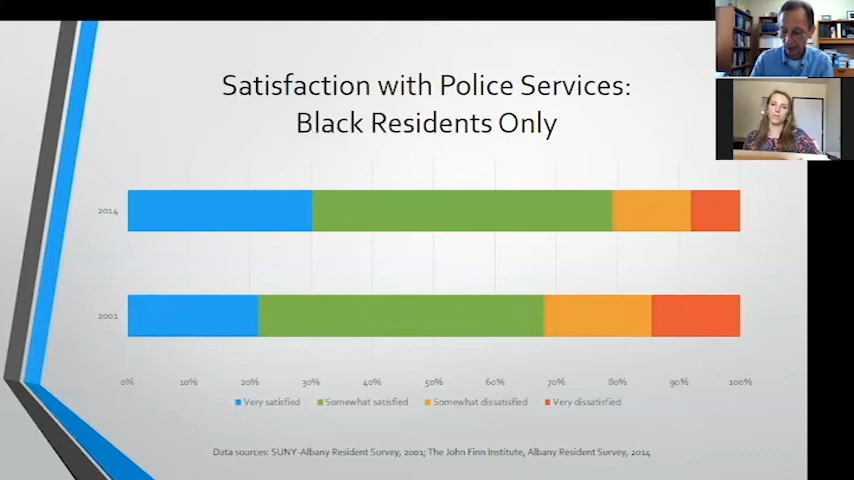 Satisfaction with Police Services:
Black Residents Only
2014
2001
0% 10% 20% 30% 40% 50% 60% 70% 80% 90% 100%
Very satisfied Somewhat satisfied Somewhat dissatisfied Very dissatisfied
Data sources: SUNY-Albany Resident Survey, 2001; The John Finn Institute, Albany Resident Survey, 2014